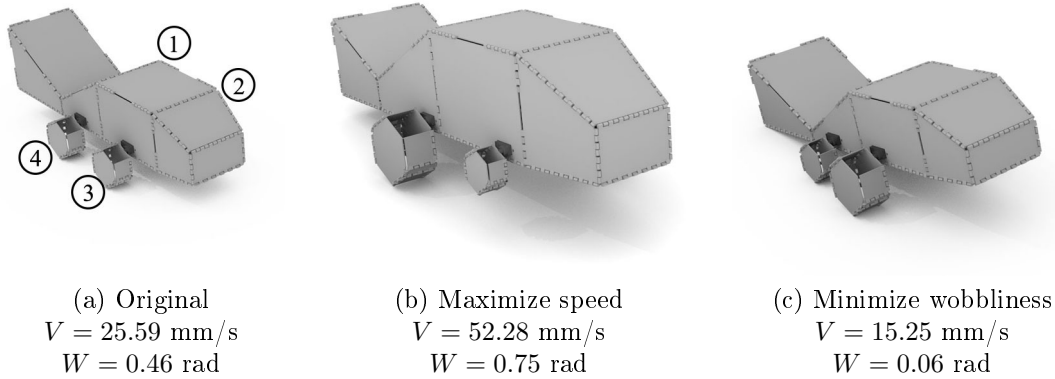 1
2
4
3
(a) Original
V = 25.59 mm/s
W = 0.46 rad
(b) Maximize speed
V = 52.28 mm/s
W = 0.75 rad
(c) Minimize wobbliness
V = 15.25 mm/s
W = 0.06 rad